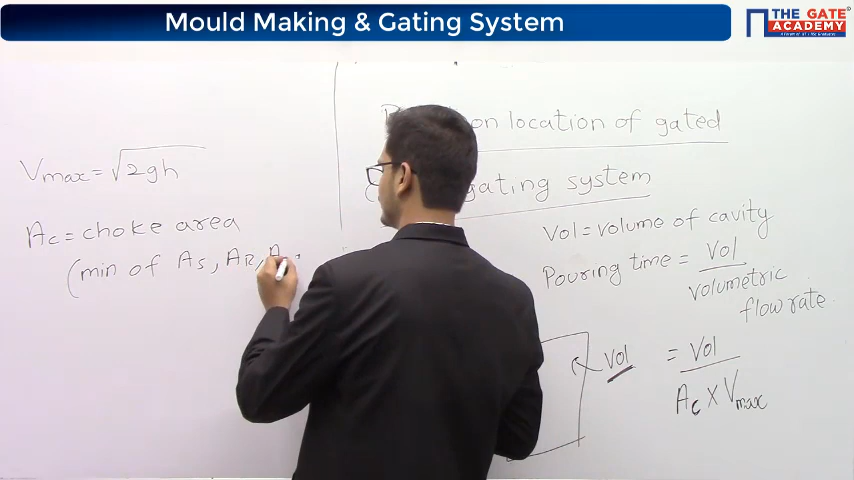 Mould Making & Gating System
THE GATE
ACADEMY
on location of gated
gating system
Vmax = √2gh
Ac = choke area
(min of AS, AR, A
Vol = volume of cavity
Pouring time = Vol
volumetric
flow rate
Vol = Vol
Ac X Vmax